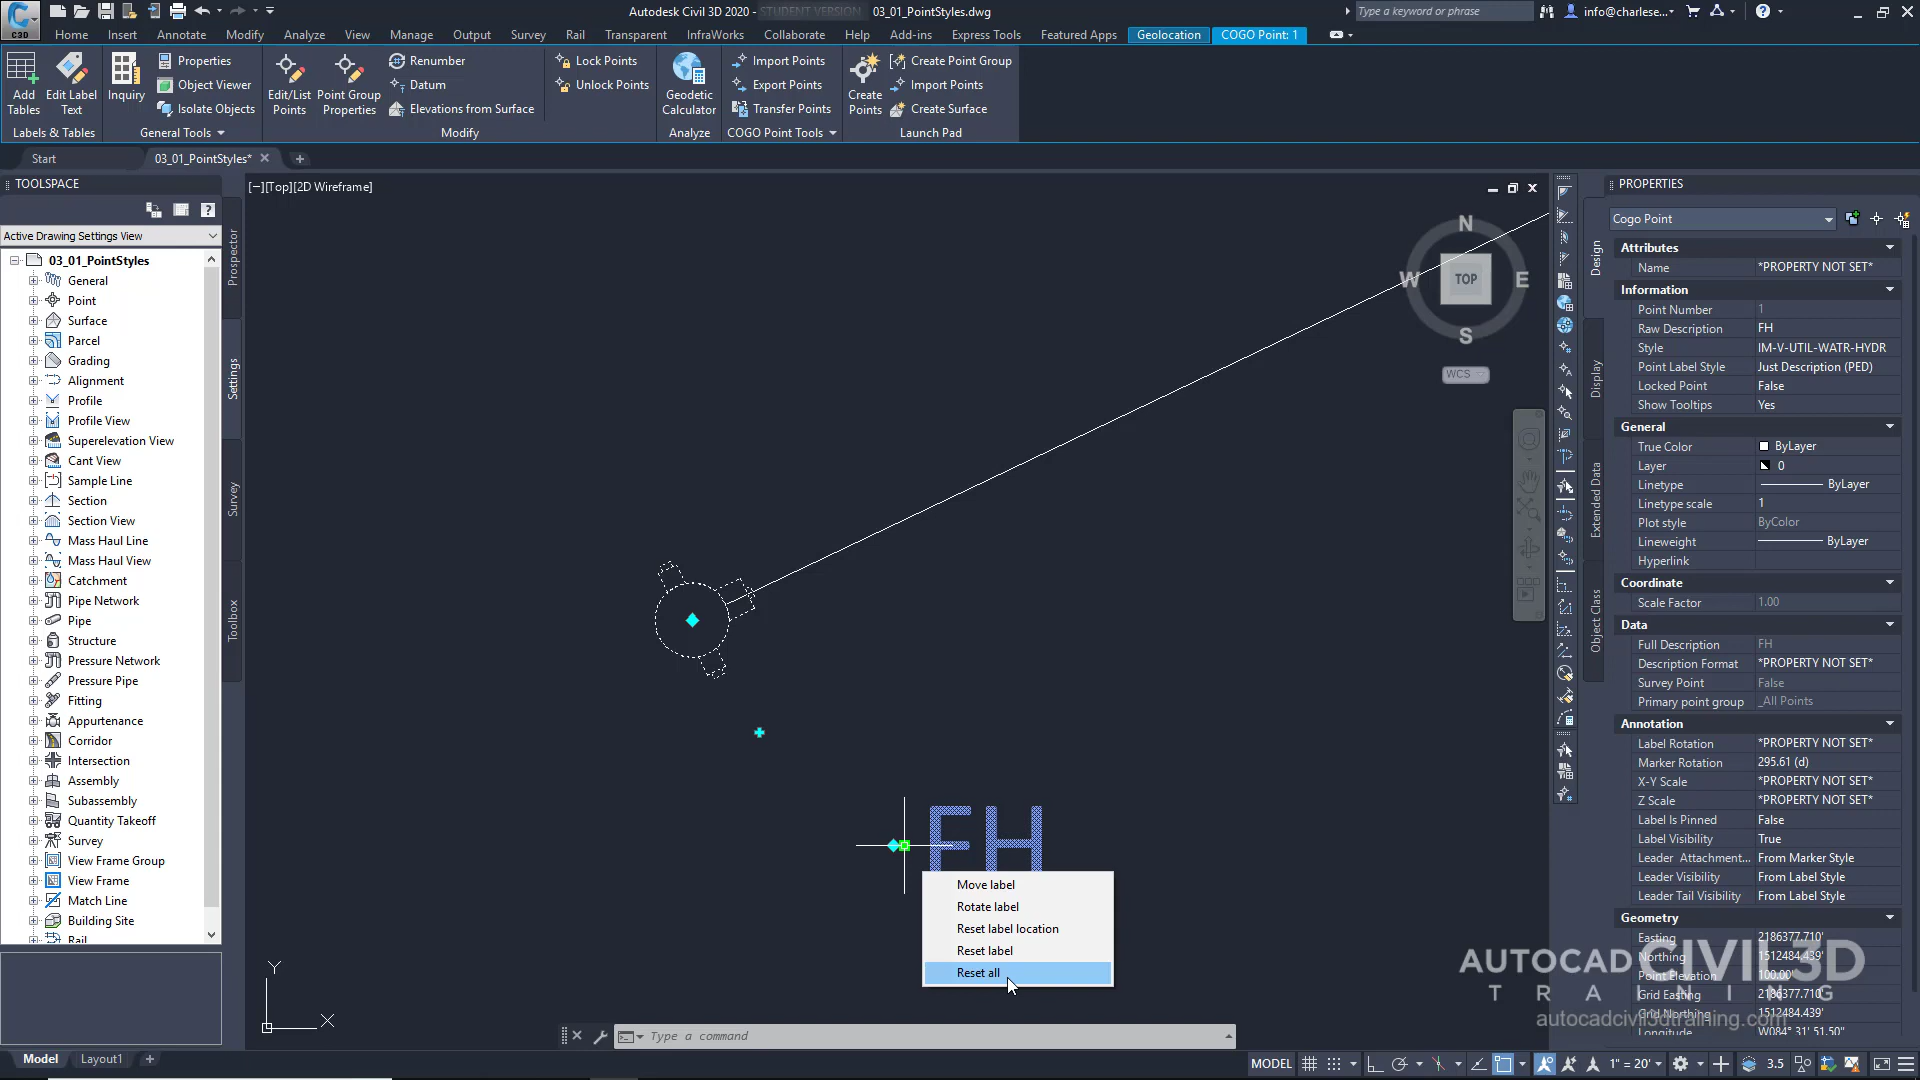 Autodesk Civil 3D 2020 - STUDENT VERSION 03_01_PointStyles.dwg
Type a keyword or phrase
info@charlese...
C3D
Home Insert Annotate Modify Analyze View Manage Output Survey Rail Transparent InfraWorks Collaborate Help Add-ins Express Tools Featured Apps Geolocation COGO Point: 1
Add Tables
Edit Label Text
Labels & Tables
Inquiry
Properties
Object Viewer
Isolate Objects
General Tools
Edit/List Points
Point Group Properties
Renumber
Datum
Elevations from Surface
Lock Points
Unlock Points
Modify
Geodetic Calculator
Analyze
Import Points
Export Points
Transfer Points
COGO Point Tools
Create Points
Create Point Group
Import Points
Create Surface
Launch Pad
Start
03_01_PointStyles*
TOOLSPACE
Active Drawing Settings View
03_01_PointStyles
General
Point
Surface
Parcel
Grading
Alignment
Profile
Profile View
Superelevation View
Cant View
Sample Line
Section
Section View
Mass Haul Line
Mass Haul View
Catchment
Pipe Network
Pipe
Structure
Pressure Network
Pressure Pipe
Fitting
Appurtenance
Corridor
Intersection
Assembly
Subassembly
Quantity Takeoff
Survey
View Frame Group
View Frame
Match Line
Building Site
Rail
Prospector
Settings
Survey
Toolbox
[−][Top][2D Wireframe]
N
W
TOP
E
S
WCS
FH
Move label
Rotate label
Reset label location
Reset label
Reset all
Y
X
Type a command
PROPERTIES
Cogo Point
Design
Display
Extended Data
Object Class
Attributes
Name *PROPERTY NOT SET*
Information
Point Number 1
Raw Description FH
Style IM-V-UTIL-WATR-HYDR
Point Label Style Just Description (PED)
Locked Point False
Show Tooltips Yes
General
True Color ByLayer
Layer 0
Linetype ByLayer
Linetype scale 1
Plot style ByColor
Lineweight ByLayer
Hyperlink
Coordinate
Scale Factor 1.00
Data
Full Description FH
Description Format *PROPERTY NOT SET*
Survey Point False
Primary point group _All Points
Annotation
Label Rotation *PROPERTY NOT SET*
Marker Rotation 295.61 (d)
X-Y Scale *PROPERTY NOT SET*
Z Scale *PROPERTY NOT SET*
Label Is Pinned False
Label Visibility True
Leader Attachment... From Marker Style
Leader Visibility From Label Style
Leader Tail Visibility From Label Style
Geometry
Easting 2186377.710'
Northing 1512484.439'
Point Elevation 100.00'
Grid Easting 2186377.710'
Grid Northing 1512484.439'
Longitude W084° 31' 51.50"
AUTOCAD CIVIL 3D
TRAINING
autocadcivil3dtraining.com
Model Layout1
MODEL
1" = 20'
3.5